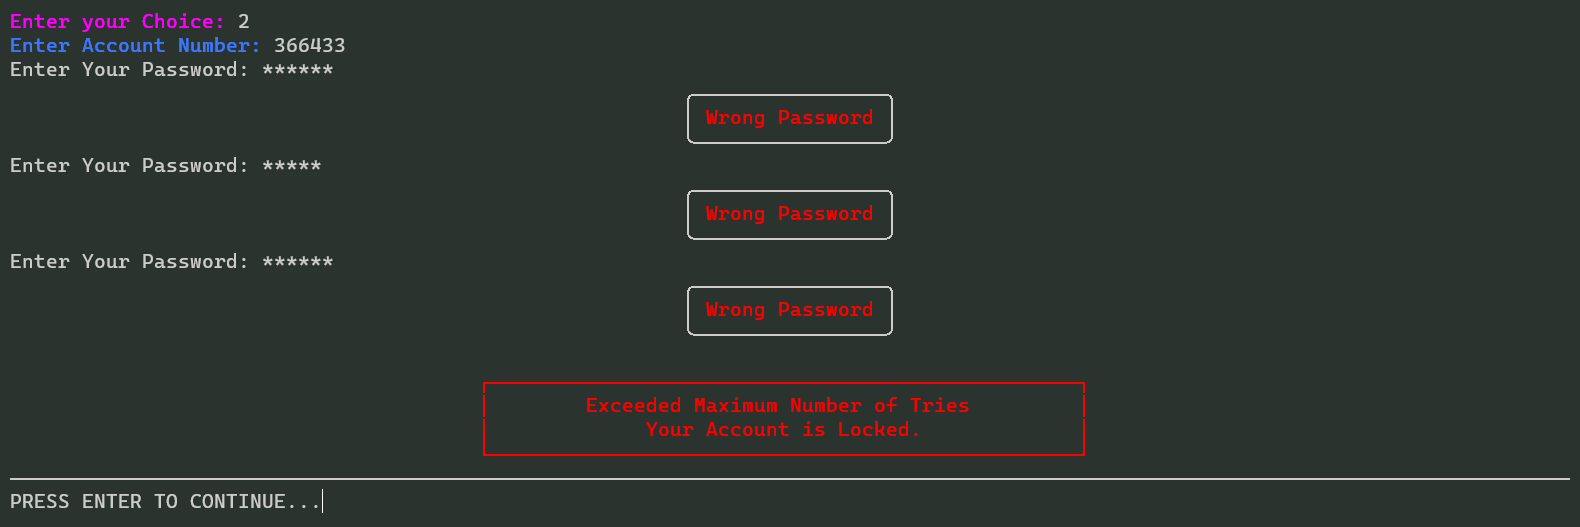 Enter your Choice: 2
Enter Account Number: 366433
Enter Your Password: ******
Wrong Password
Enter Your Password: *****
Wrong Password
Enter Your Password: ******
Wrong Password
Exceeded Maximum Number of Tries
Your Account is Locked.
PRESS ENTER TO CONTINUE...